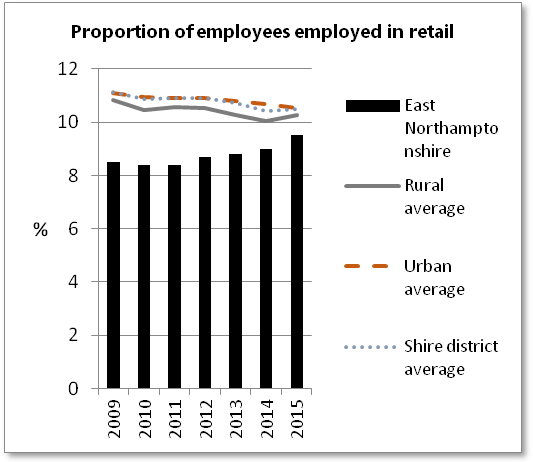 Proportion of employees employed in retail
12
10
8
6
4
2
0
%
2009
2010
2011
2012
2013
2014
2015
East
Northampto
nshire
Rural
average
Urban
average
Shire district
average